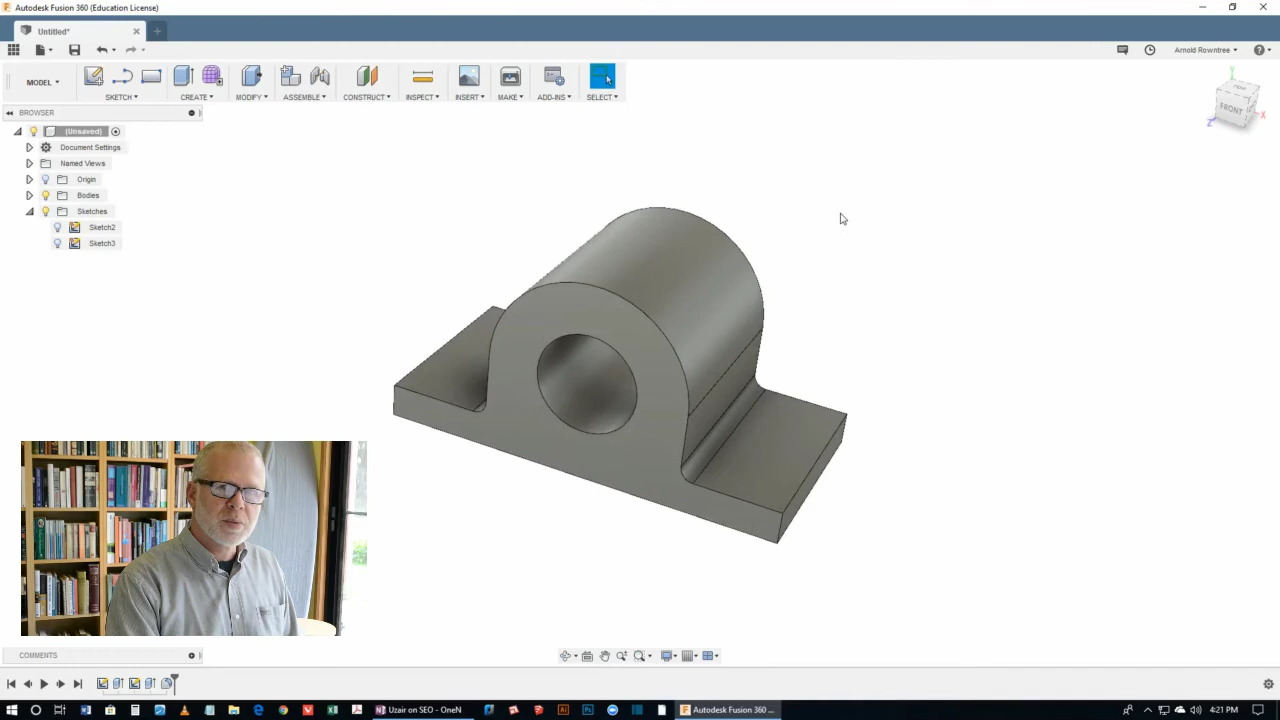 Autodesk Fusion 360 (Education License)
Untitled*
Arnold Rowntree
MODEL
SKETCH
CREATE
MODIFY
ASSEMBLE
CONSTRUCT
INSPECT
INSERT
MAKE
ADD-INS
SELECT
BROWSER
(Unsaved)
Document Settings
Named Views
Origin
Bodies
Sketches
Sketch2
Sketch3
FRONT
X
Y
Z
COMMENTS
Uzair on SEO - OneN
Autodesk Fusion 360 ...
4:21 PM